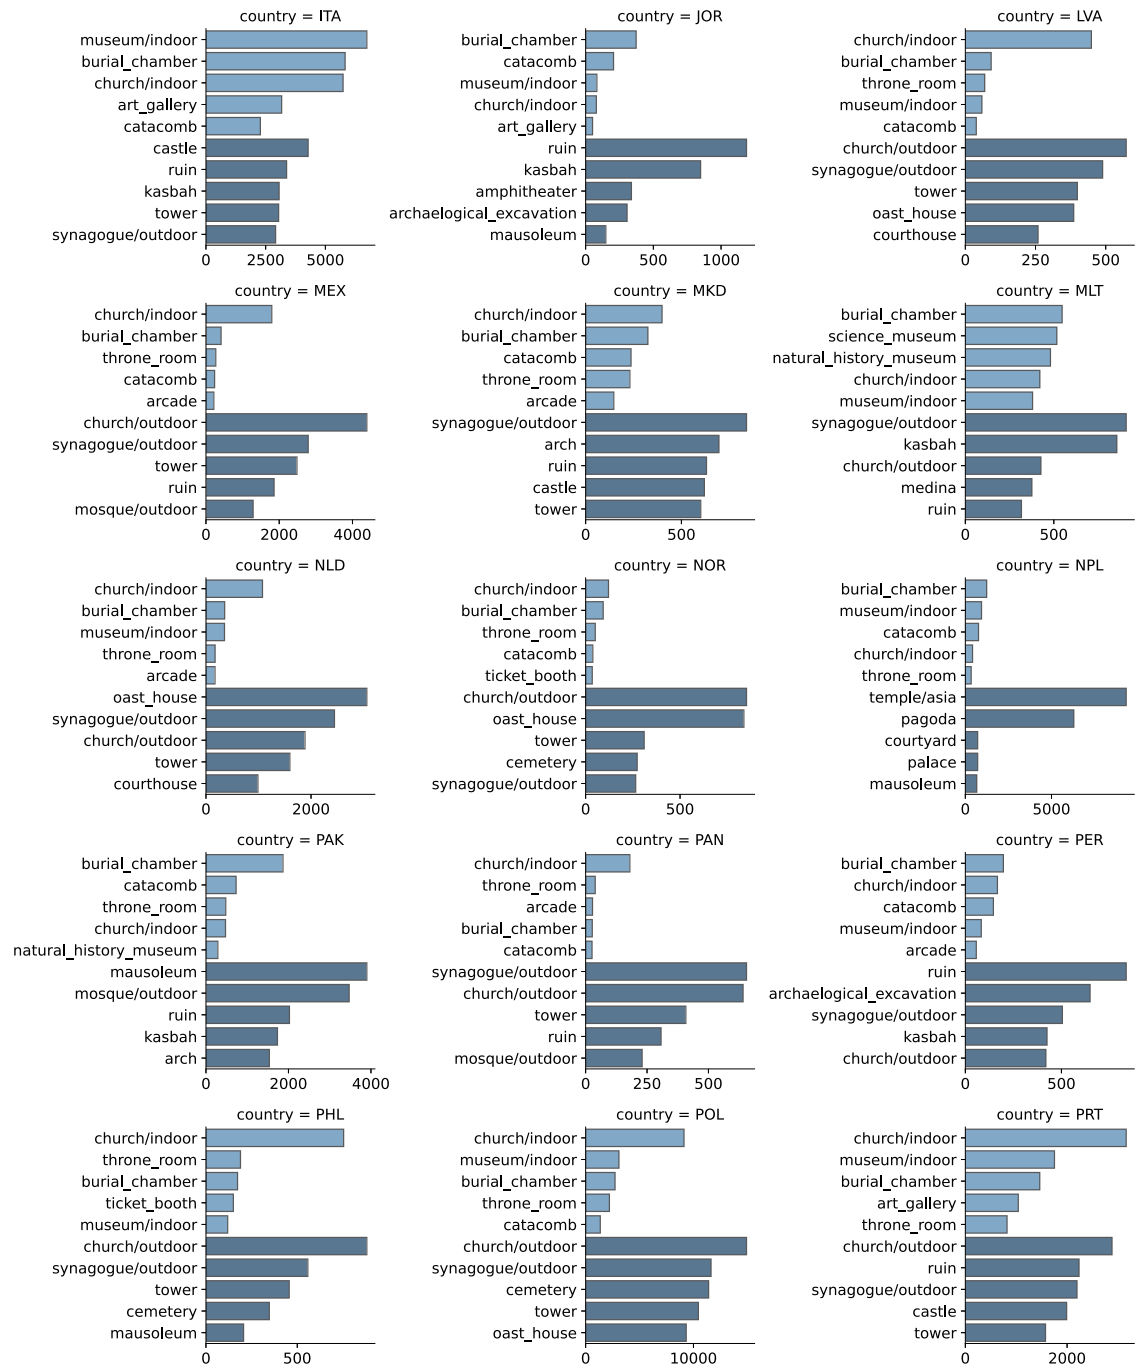 country = ITA
museum/indoor
burial_chamber
church/indoor
art_gallery
catacomb
castle
ruin
kasbah
tower
synagogue/outdoor
0 2500 5000
country = JOR
burial_chamber
catacomb
museum/indoor
church/indoor
art_gallery
ruin
kasbah
amphitheater
archaelogical_excavation
mausoleum
0 500 1000
country = LVA
church/indoor
burial_chamber
throne_room
museum/indoor
catacomb
church/outdoor
synagogue/outdoor
tower
oast_house
courthouse
0 250 500
country = MEX
church/indoor
burial_chamber
throne_room
catacomb
arcade
church/outdoor
synagogue/outdoor
tower
ruin
mosque/outdoor
0 2000 4000
country = MKD
church/indoor
burial_chamber
catacomb
throne_room
arcade
synagogue/outdoor
arch
ruin
castle
tower
0 500
country = MLT
burial_chamber
science_museum
natural_history_museum
church/indoor
museum/indoor
synagogue/outdoor
kasbah
church/outdoor
medina
ruin
0 500
country = NLD
church/indoor
burial_chamber
museum/indoor
throne_room
arcade
oast_house
synagogue/outdoor
church/outdoor
tower
courthouse
0 2000
country = NOR
church/indoor
burial_chamber
throne_room
catacomb
ticket_booth
church/outdoor
oast_house
tower
cemetery
synagogue/outdoor
0 500
country = NPL
burial_chamber
museum/indoor
catacomb
church/indoor
throne_room
temple/asia
pagoda
courtyard
palace
mausoleum
0 5000
country = PAK
burial_chamber
catacomb
throne_room
church/indoor
natural_history_museum
mausoleum
mosque/outdoor
ruin
kasbah
arch
0 2000 4000
country = PAN
church/indoor
throne_room
arcade
burial_chamber
catacomb
synagogue/outdoor
church/outdoor
tower
ruin
mosque/outdoor
0 250 500
country = PER
burial_chamber
church/indoor
catacomb
museum/indoor
arcade
ruin
archaelogical_excavation
synagogue/outdoor
kasbah
church/outdoor
0 500
country = PHL
church/indoor
throne_room
burial_chamber
ticket_booth
museum/indoor
church/outdoor
synagogue/outdoor
tower
cemetery
mausoleum
0 500
country = POL
church/indoor
museum/indoor
burial_chamber
throne_room
catacomb
church/outdoor
synagogue/outdoor
cemetery
tower
oast_house
0 10000
country = PRT
church/indoor
museum/indoor
burial_chamber
art_gallery
throne_room
church/outdoor
ruin
synagogue/outdoor
castle
tower
0 2000